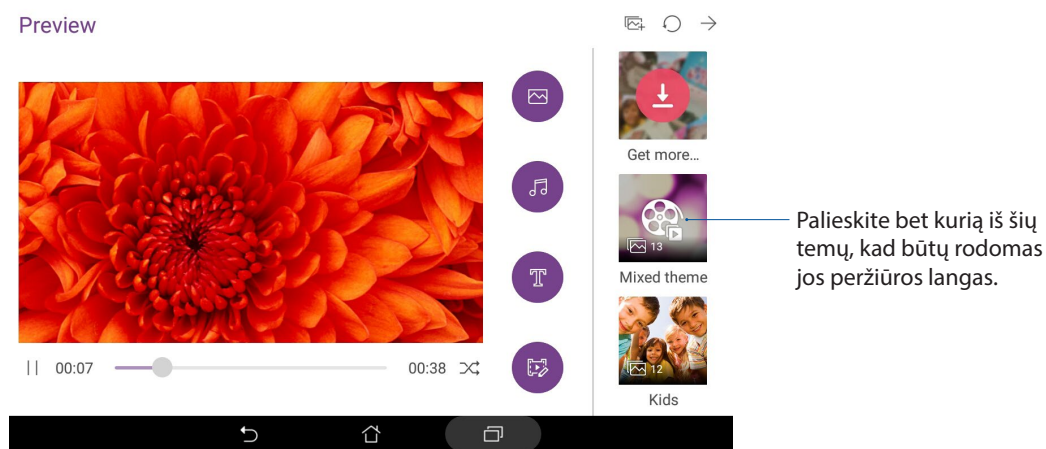 Preview
Get more...
13
Mixed theme
12
Kids
00:07
00:38
T
Palieskite bet kurią iš šių
temų, kad būtų rodomas
jos peržiūros langas.